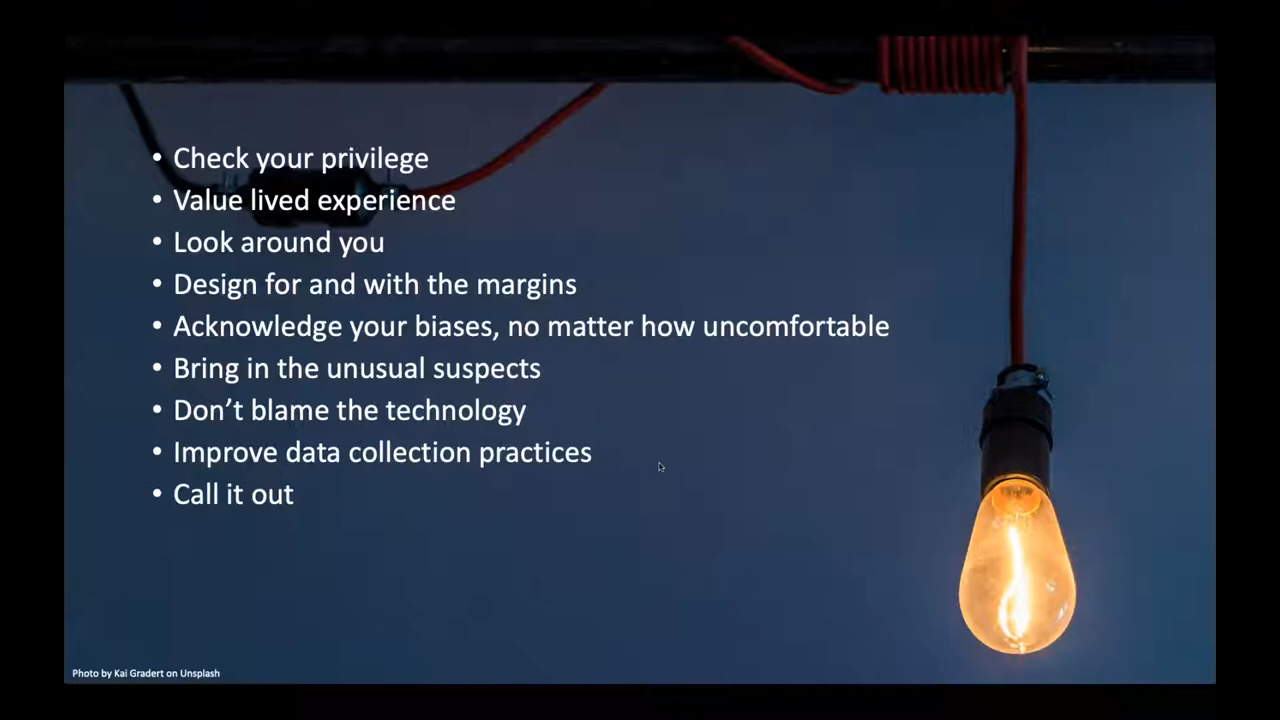 • Check your privilege
• Value lived experience
• Look around you
• Design for and with the margins
• Acknowledge your biases, no matter how uncomfortable
• Bring in the unusual suspects
• Don’t blame the technology
• Improve data collection practices
• Call it out
Photo by Kai Gradert on Unsplash